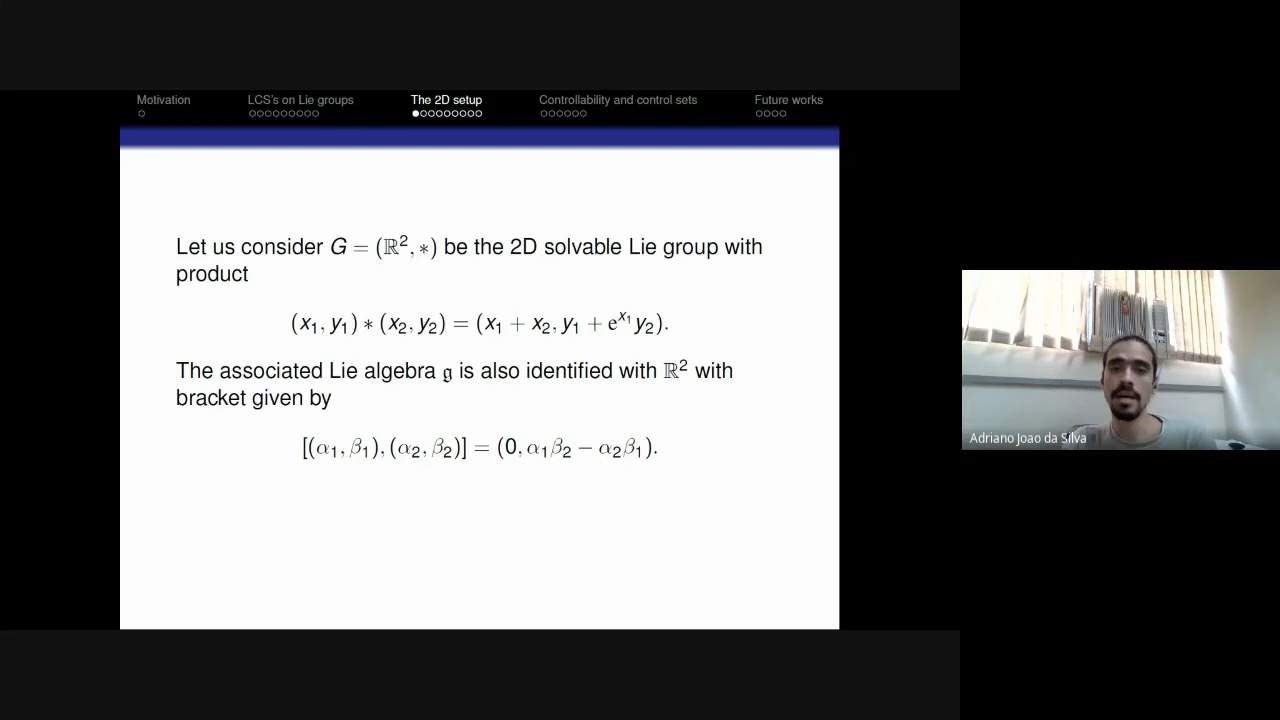 Motivation LCS's on Lie groups The 2D setup Controllability and control sets Future works
Let us consider G = (ℝ², ∗) be the 2D solvable Lie group with
product
(x₁, y₁) ∗ (x₂, y₂) = (x₁ + x₂, y₁ + e^{x₁}y₂).
The associated Lie algebra 𝔤 is also identified with ℝ² with
bracket given by
[(α₁, β₁), (α₂, β₂)] = (0, α₁β₂ − α₂β₁).
Adriano Joao da Silva